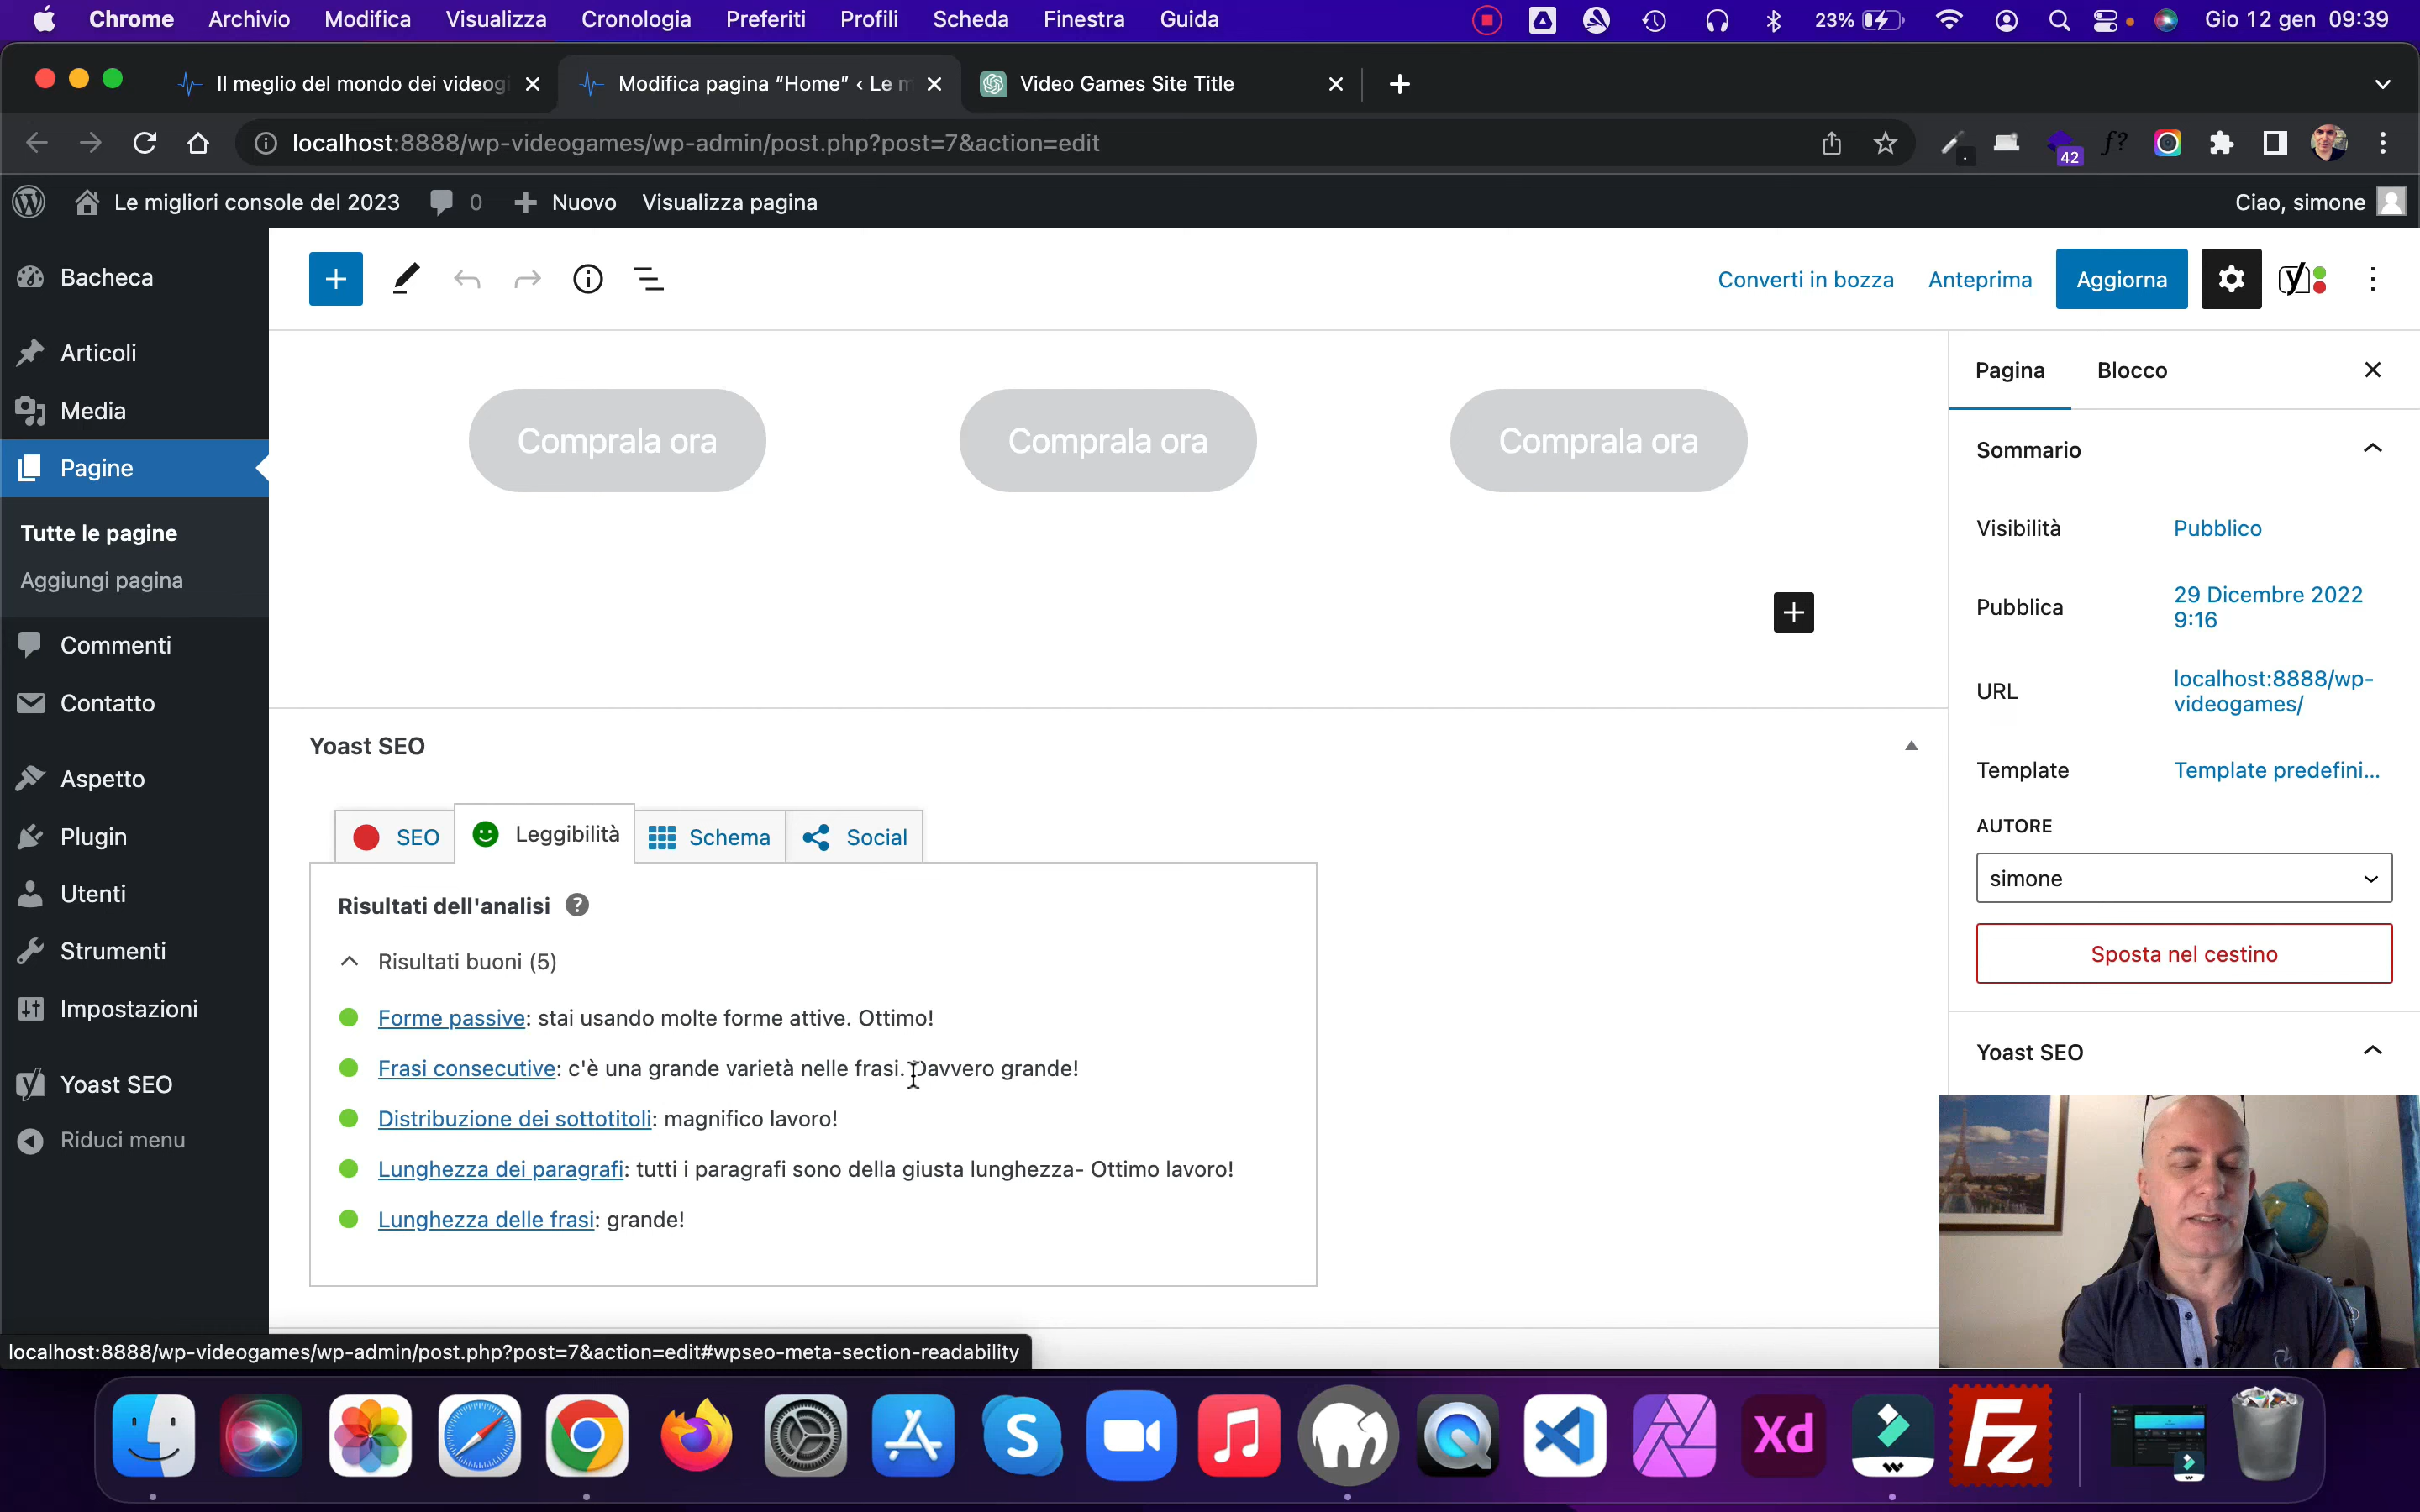 Chrome Archivio Modifica Visualizza Cronologia Preferiti Profili Scheda Finestra Guida 23% Gio 12 gen 09:39
Il meglio del mondo dei videogi Modifica pagina “Home” ‹ Le m Video Games Site Title
localhost:8888/wp-videogames/wp-admin/post.php?post=7&action=edit
f?
42
Le migliori console del 2023 0 Nuovo Visualizza pagina Ciao, simone
Bacheca
Articoli
Media
Pagine
Tutte le pagine
Aggiungi pagina
Commenti
Contatto
Aspetto
Plugin
Utenti
Strumenti
Impostazioni
Yoast SEO
Riduci menu
Converti in bozza Anteprima Aggiorna
Comprala ora Comprala ora Comprala ora
Yoast SEO
SEO Leggibilità Schema Social
Risultati dell'analisi
Risultati buoni (5)
Forme passive: stai usando molte forme attive. Ottimo!
Frasi consecutive: c'è una grande varietà nelle frasi. Davvero grande!
Distribuzione dei sottotitoli: magnifico lavoro!
Lunghezza dei paragrafi: tutti i paragrafi sono della giusta lunghezza- Ottimo lavoro!
Lunghezza delle frasi: grande!
Pagina Blocco
Sommario
Visibilità Pubblico
Pubblica 29 Dicembre 2022
9:16
URL localhost:8888/wp-
videogames/
Template Template predefini...
AUTORE
simone
Sposta nel cestino
Yoast SEO
localhost:8888/wp-videogames/wp-admin/post.php?post=7&action=edit#wpseo-meta-section-readability
S Xd Fz